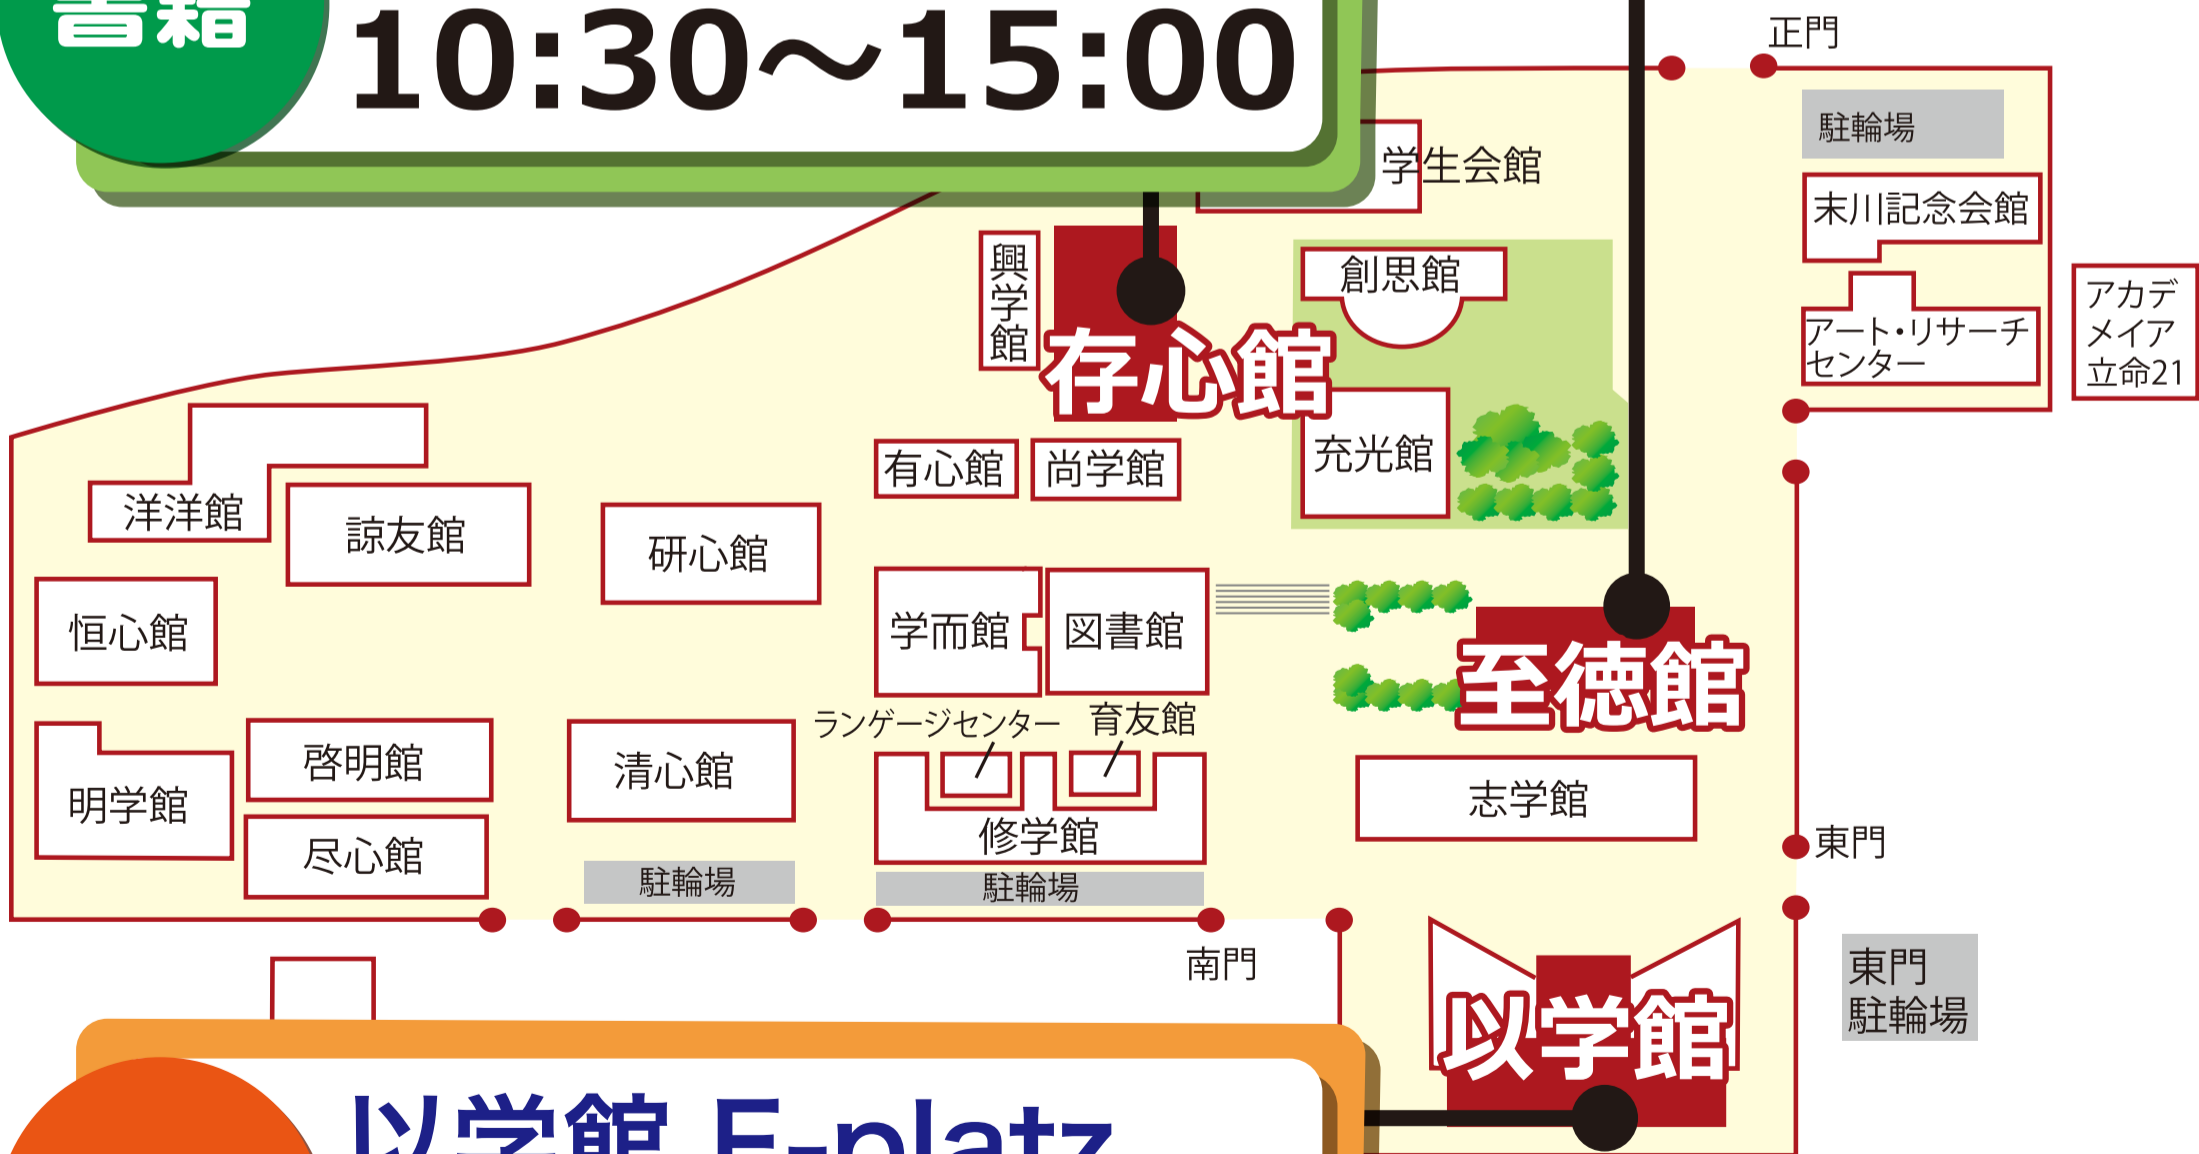 書籍
10:30～15:00
正門
駐輪場
学生会館
末川記念会館
興学館
創思館
アカデ
メイア
立命21
アート・リサーチ
センター
存心館
充光館
有心館
尚学館
洋洋館
諒友館
研心館
恒心館
学而館
図書館
至徳館
ランゲージセンター
育友館
啓明館
清心館
明学館
志学館
修学館
東門
尽心館
駐輪場
駐輪場
南門
東門
駐輪場
以学館
以学館 E-platz